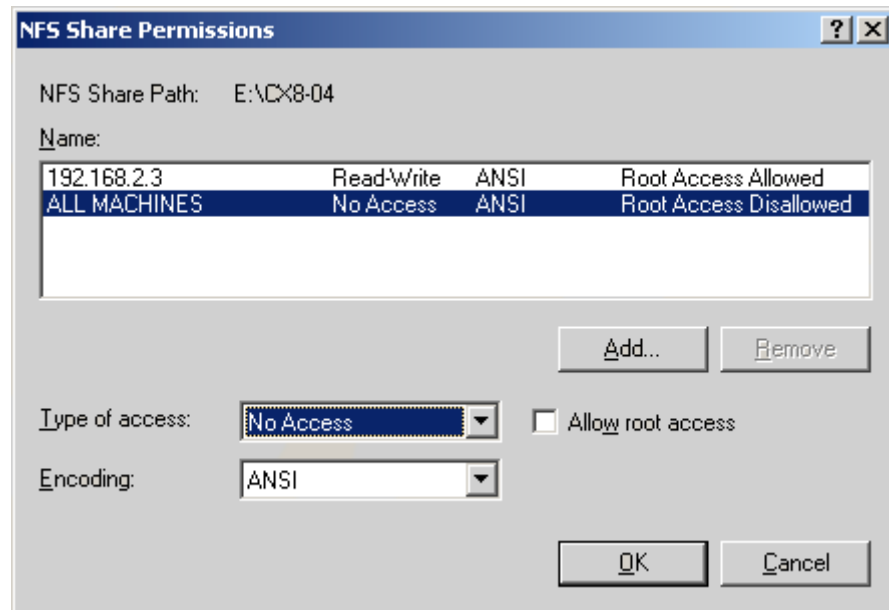 NFS Share Permissions
NFS Share Path: E:\CX8-04
Name:
192.168.2.3 Read-Write ANSI Root Access Allowed
ALL MACHINES No Access ANSI Root Access Disallowed
Add... Remove
Type of access: No Access Allow root access
Encoding: ANSI
OK Cancel